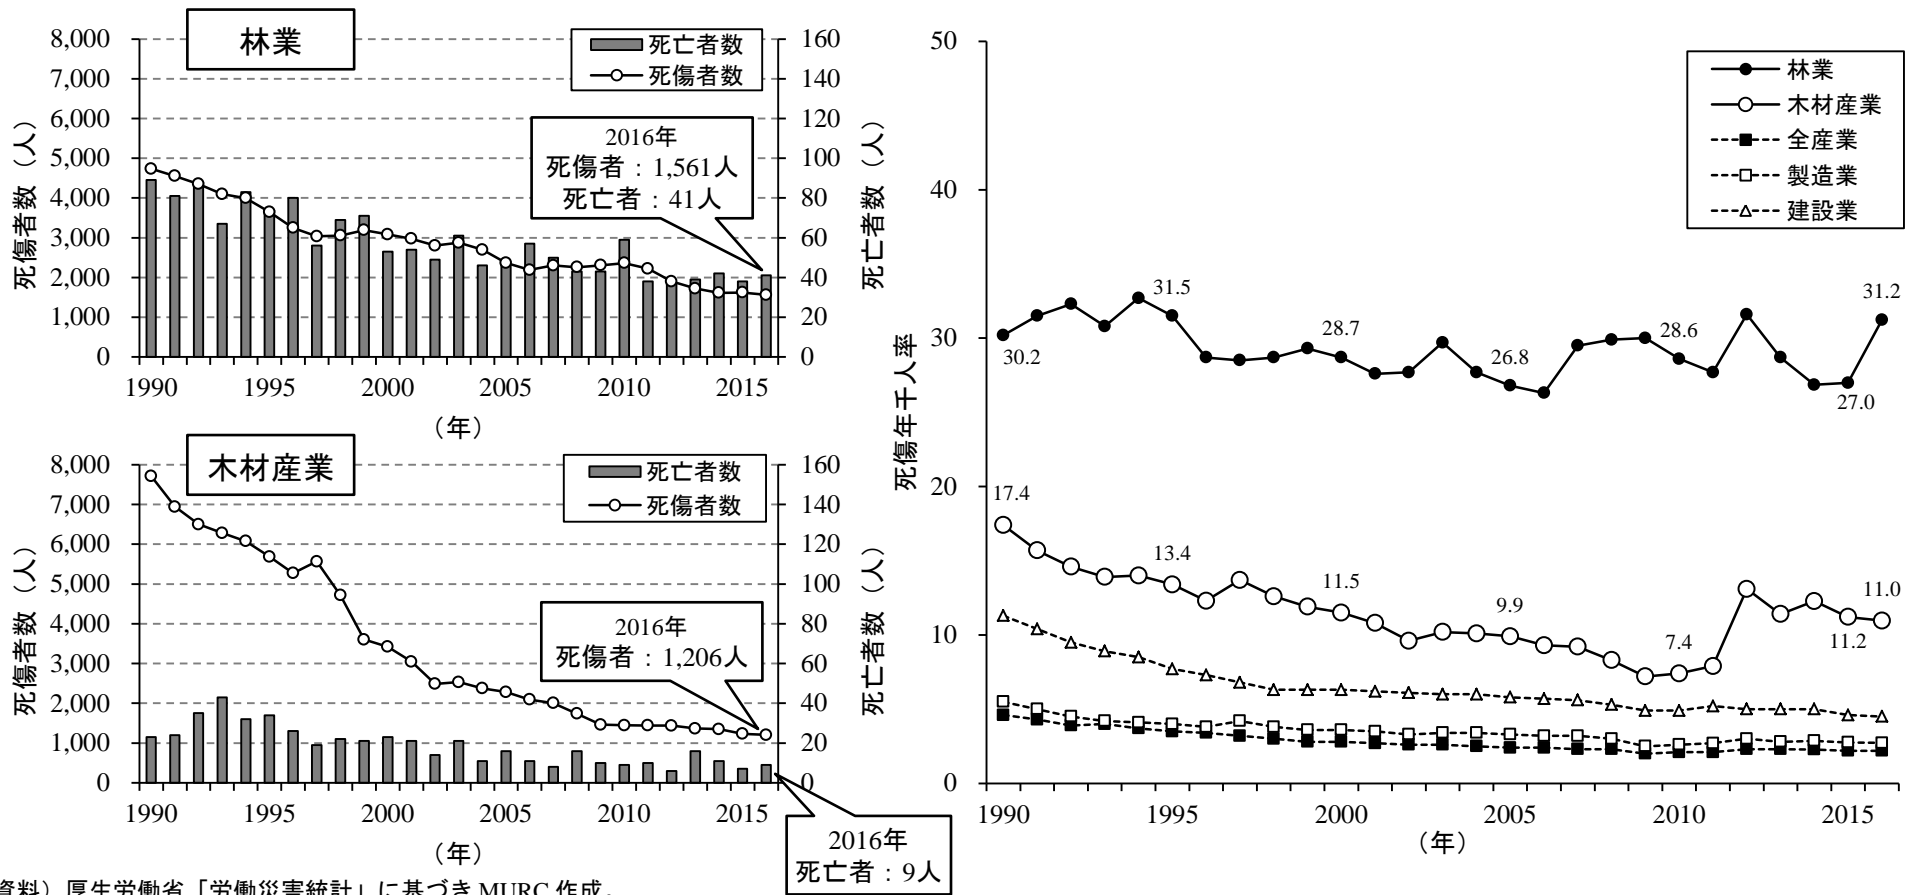 林業
死亡者数
死傷者数
8,000
7,000
6,000
5,000
4,000
3,000
2,000
1,000
0
160
140
120
100
80
60
40
20
0
死傷者数（人）
死亡者数（人）
2016年
死傷者：1,561人
死亡者：41人
1990 1995 2000 2005 2010 2015
（年）
木材産業
死亡者数
死傷者数
8,000
7,000
6,000
5,000
4,000
3,000
2,000
1,000
0
160
140
120
100
80
60
40
20
0
死傷者数（人）
死亡者数（人）
2016年
死傷者：1,206人
1990 1995 2000 2005 2010 2015
（年）
2016年
死亡者：9人
資料）厚生労働省「労働災害統計」に基づき MURC 作成。
50
40
30
20
10
0
死傷年千人率
林業
木材産業
全産業
製造業
建設業
30.2
31.5
28.7
26.8
28.6
27.0
31.2
17.4
13.4
11.5
9.9
7.4
11.2
11.0
1990 1995 2000 2005 2010 2015
（年）